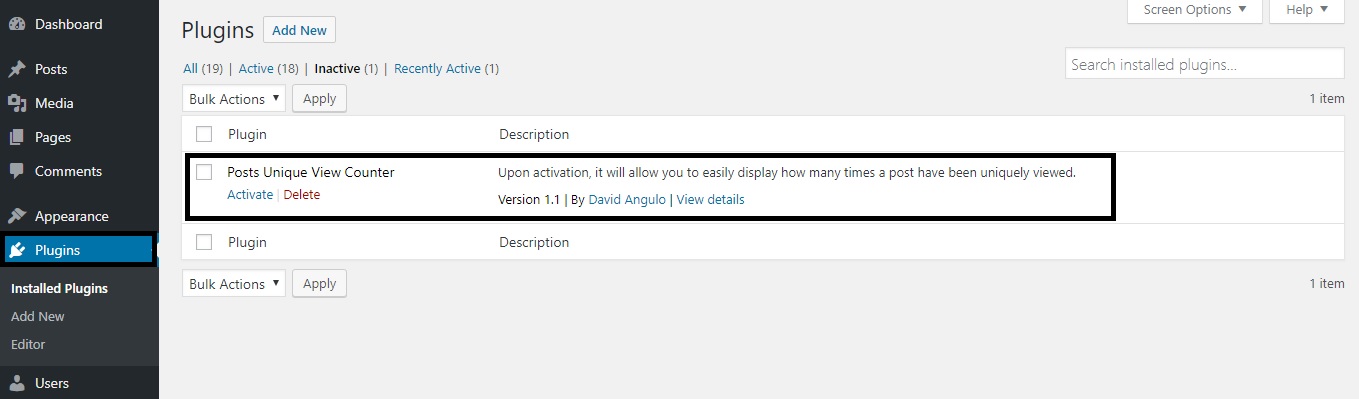 Dashboard
Posts
Media
Pages
Comments
Appearance
Plugins
Installed Plugins
Add New
Editor
Users
Screen Options
Help
Plugins
Add New
All (19) | Active (18) | Inactive (1) | Recently Active (1)
Search installed plugins...
Bulk Actions
Apply
1 item
Plugin
Description
Posts Unique View Counter
Activate | Delete
Upon activation, it will allow you to easily display how many times a post have been uniquely viewed.
Version 1.1 | By David Angulo | View details
Plugin
Description
Bulk Actions
Apply
1 item